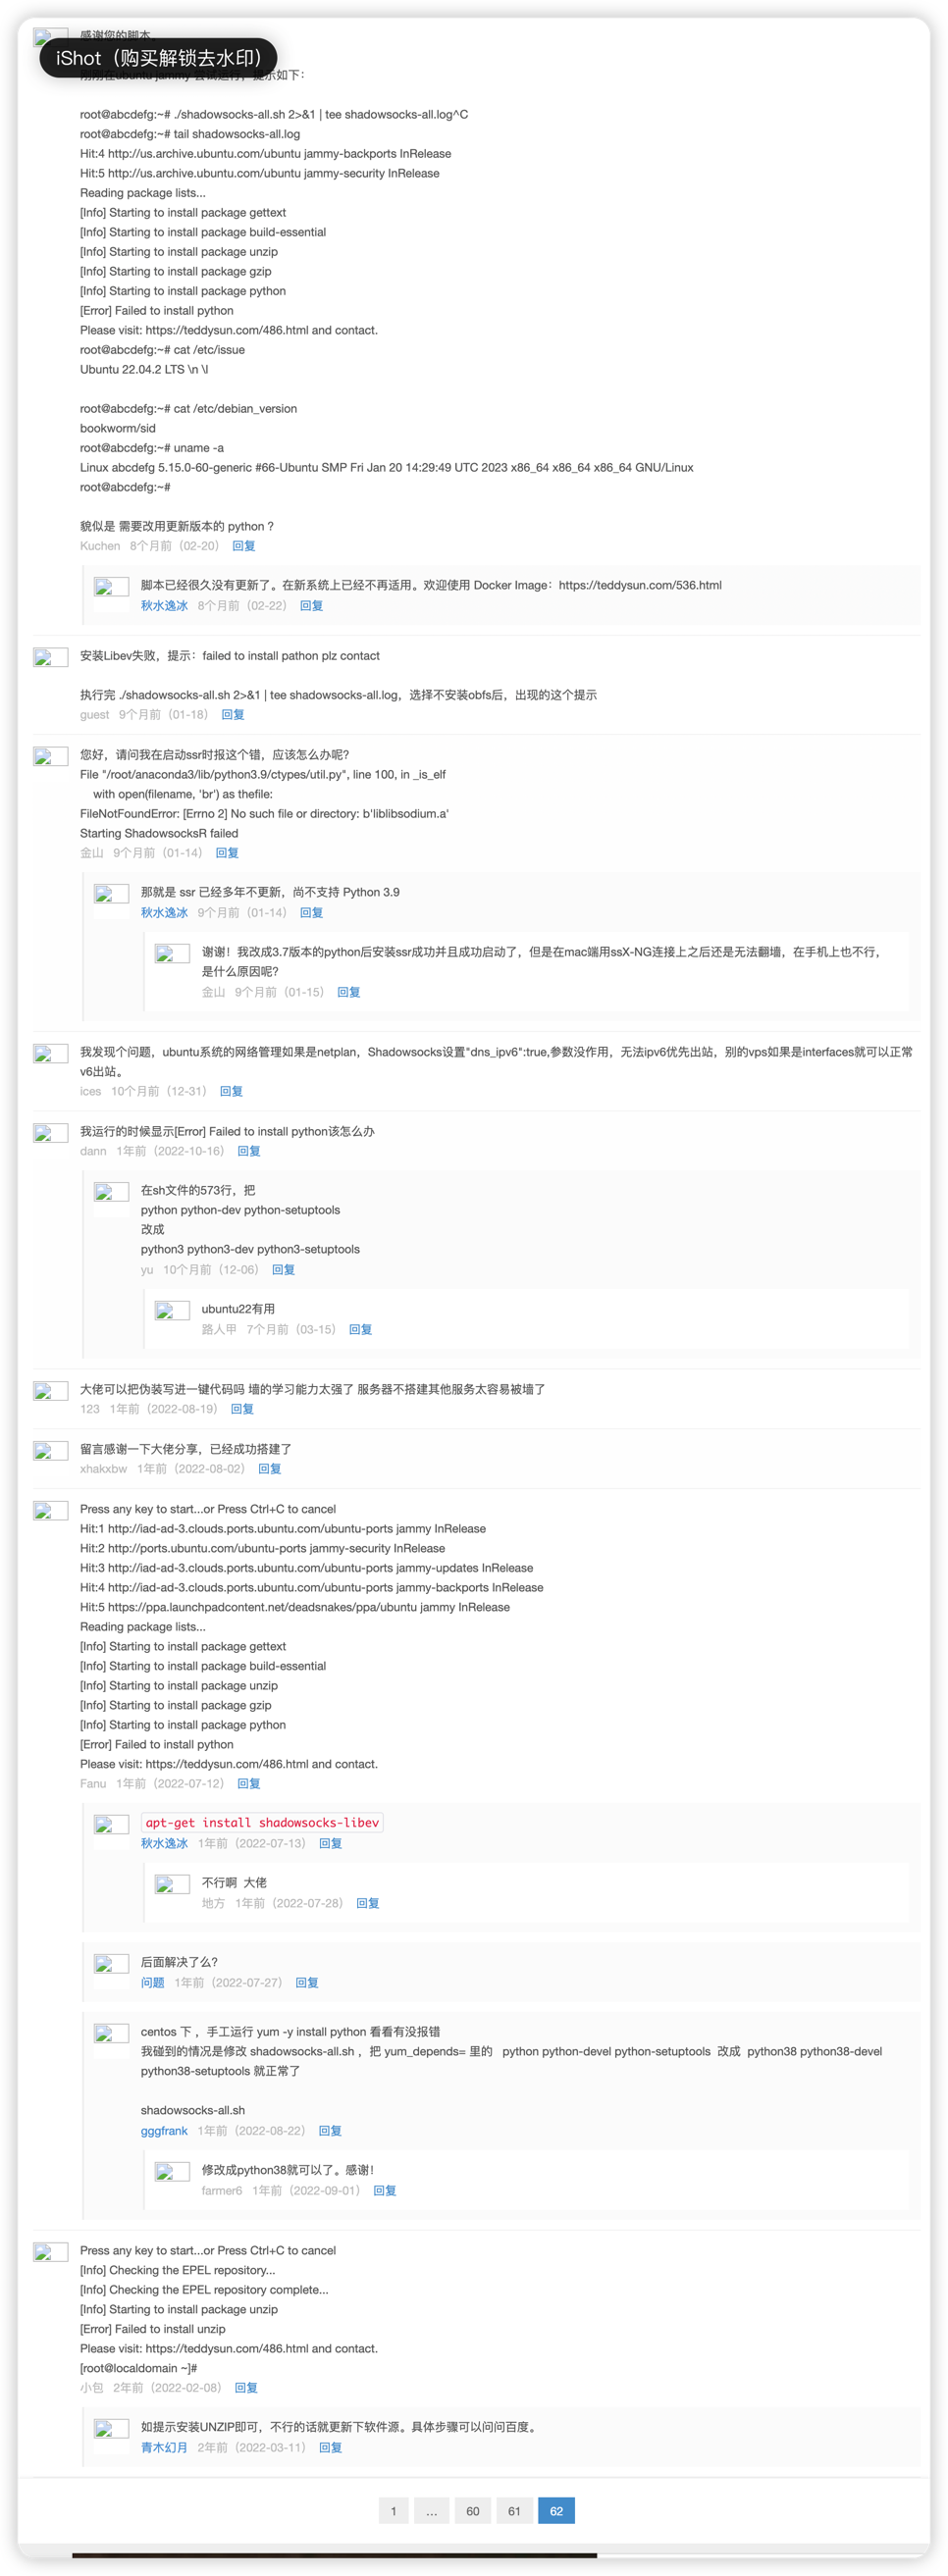 感谢您的脚本。
iShot（购买解锁去水印）
刚刚在ubuntu jammy 尝试运行，提示如下：
root@abcdefg:~# ./shadowsocks-all.sh 2>&1 | tee shadowsocks-all.log^C
root@abcdefg:~# tail shadowsocks-all.log
Hit:4 http://us.archive.ubuntu.com/ubuntu jammy-backports InRelease
Hit:5 http://us.archive.ubuntu.com/ubuntu jammy-security InRelease
Reading package lists...
[Info] Starting to install package gettext
[Info] Starting to install package build-essential
[Info] Starting to install package unzip
[Info] Starting to install package gzip
[Info] Starting to install package python
[Error] Failed to install python
Please visit: https://teddysun.com/486.html and contact.
root@abcdefg:~# cat /etc/issue
Ubuntu 22.04.2 LTS \n \l
root@abcdefg:~# cat /etc/debian_version
bookworm/sid
root@abcdefg:~# uname -a
Linux abcdefg 5.15.0-60-generic #66-Ubuntu SMP Fri Jan 20 14:29:49 UTC 2023 x86_64 x86_64 x86_64 GNU/Linux
root@abcdefg:~#
貌似是 需要改用更新版本的 python ?
Kuchen 8个月前（02-20） 回复
脚本已经很久没有更新了。在新系统上已经不再适用。欢迎使用 Docker Image：https://teddysun.com/536.html
秋水逸冰 8个月前（02-22） 回复
安装Libev失败，提示：failed to install pathon plz contact
执行完 ./shadowsocks-all.sh 2>&1 | tee shadowsocks-all.log，选择不安装obfs后，出现的这个提示
guest 9个月前（01-18） 回复
您好，请问我在启动ssr时报这个错，应该怎么办呢?
File "/root/anaconda3/lib/python3.9/ctypes/util.py", line 100, in _is_elf
with open(filename, 'br') as thefile:
FileNotFoundError: [Errno 2] No such file or directory: b'liblibsodium.a'
Starting ShadowsocksR failed
金山 9个月前（01-14） 回复
那就是 ssr 已经多年不更新，尚不支持 Python 3.9
秋水逸冰 9个月前（01-14） 回复
谢谢！我改成3.7版本的python后安装ssr成功并且成功启动了，但是在mac端用ssX-NG连接上之后还是无法翻墙，在手机上也不行，
是什么原因呢?
金山 9个月前（01-15） 回复
我发现个问题，ubuntu系统的网络管理如果是netplan，Shadowsocks设置"dns_ipv6":true,参数没作用，无法ipv6优先出站，别的vps如果是interfaces就可以正常
v6出站。
ices 10个月前（12-31） 回复
我运行的时候显示[Error] Failed to install python该怎么办
dann 1年前（2022-10-16） 回复
在sh文件的573行，把
python python-dev python-setuptools
改成
python3 python3-dev python3-setuptools
yu 10个月前（12-06） 回复
ubuntu22有用
路人甲 7个月前（03-15） 回复
大佬可以把伪装写进一键代码吗 墙的学习能力太强了 服务器不搭建其他服务太容易被墙了
123 1年前（2022-08-19） 回复
留言感谢一下大佬分享，已经成功搭建了
xhakxbw 1年前（2022-08-02） 回复
Press any key to start...or Press Ctrl+C to cancel
Hit:1 http://iad-ad-3.clouds.ports.ubuntu.com/ubuntu-ports jammy InRelease
Hit:2 http://ports.ubuntu.com/ubuntu-ports jammy-security InRelease
Hit:3 http://iad-ad-3.clouds.ports.ubuntu.com/ubuntu-ports jammy-updates InRelease
Hit:4 http://iad-ad-3.clouds.ports.ubuntu.com/ubuntu-ports jammy-backports InRelease
Hit:5 https://ppa.launchpadcontent.net/deadsnakes/ppa/ubuntu jammy InRelease
Reading package lists...
[Info] Starting to install package gettext
[Info] Starting to install package build-essential
[Info] Starting to install package unzip
[Info] Starting to install package gzip
[Info] Starting to install package python
[Error] Failed to install python
Please visit: https://teddysun.com/486.html and contact.
Fanu 1年前（2022-07-12） 回复
apt-get install shadowsocks-libev
秋水逸冰 1年前（2022-07-13） 回复
不行啊 大佬
地方 1年前（2022-07-28） 回复
后面解决了么?
问题 1年前（2022-07-27） 回复
centos 下 ，手工运行 yum -y install python 看看有没报错
我碰到的情况是修改 shadowsocks-all.sh ，把 yum_depends= 里的 python python-devel python-setuptools 改成 python38 python38-devel
python38-setuptools 就正常了
shadowsocks-all.sh
gggfrank 1年前（2022-08-22） 回复
修改成python38就可以了。感谢!
farmer6 1年前（2022-09-01） 回复
Press any key to start...or Press Ctrl+C to cancel
[Info] Checking the EPEL repository...
[Info] Checking the EPEL repository complete...
[Info] Starting to install package unzip
[Error] Failed to install unzip
Please visit: https://teddysun.com/486.html and contact.
[root@localdomain ~]#
小包 2年前（2022-02-08） 回复
如提示安装UNZIP即可，不行的话就更新下软件源。具体步骤可以问问百度。
青木幻月 2年前（2022-03-11） 回复
1 … 60 61 62